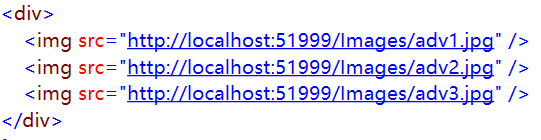 <div>
<img src="http://localhost:51999/Images/adv1.jpg" />
<img src="http://localhost:51999/Images/adv2.jpg" />
<img src="http://localhost:51999/Images/adv3.jpg" />
</div>